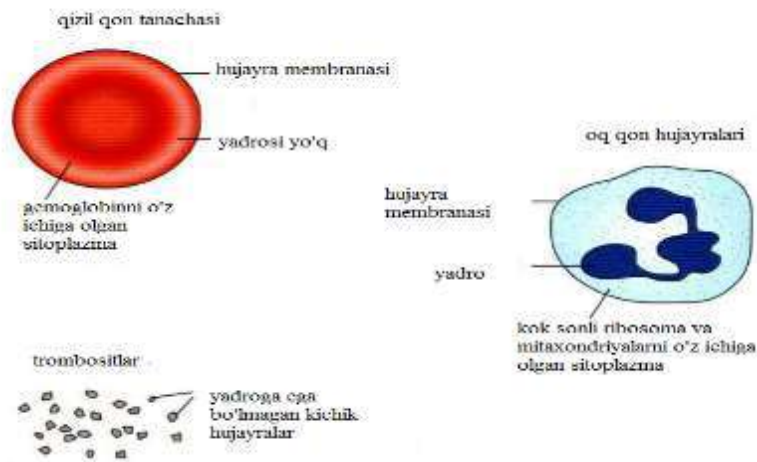 qizil qon tanachasi
hujayra membranasi
yadrosi yo'q
gemoglobinni o'z
ichiga olgan
sitoplazma
oq qon hujayralari
hujayra
membranasi
yadro
kok sonli ribosoma va
mitaxondriyalarni o'z ichiga
olgan sitoplazma
trombositlar
yadroga ega
bo'lmagan kichik
hujayralar